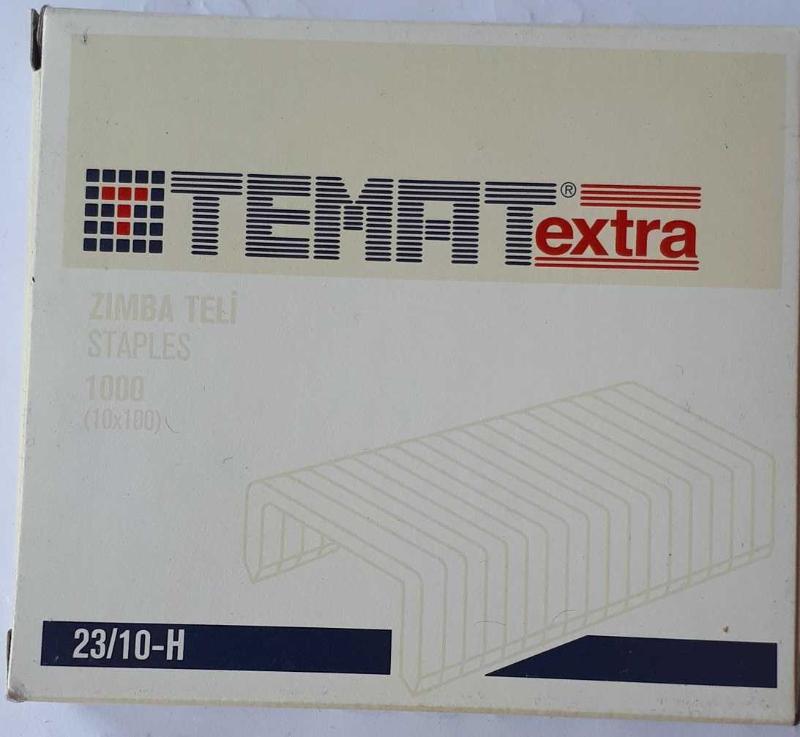 TEMAT® extra
ZIMBA TELİ
STAPLES
1000
(10x100)
23/10-H